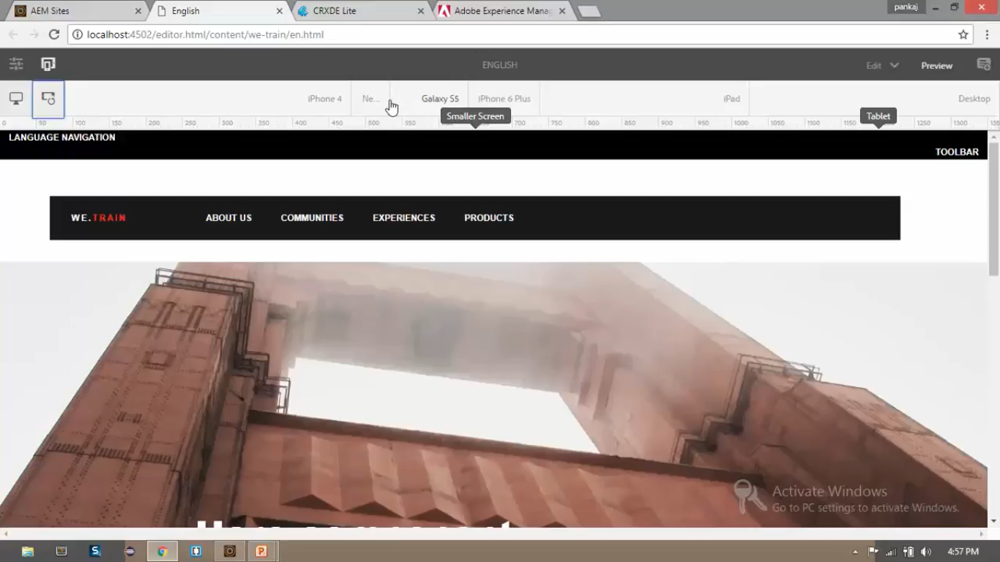 AEM Sites
English
CRXDE Lite
Adobe Experience Mana
pankaj
localhost:4502/editor.html/content/we-train/en.html
ENGLISH
Edit
Preview
iPhone 4
Ne...
Galaxy S5
iPhone 6 Plus
iPad
Desktop
Smaller Screen
Tablet
0 50 100 150 200 250 300 350 400 450 500 550 700 750 800 850 900 950 1000 1050 1100 1150 1250 1300 135
LANGUAGE NAVIGATION
TOOLBAR
WE.TRAIN
ABOUT US
COMMUNITIES
EXPERIENCES
PRODUCTS
Activate Windows
Go to PC settings to activate Windows.
4:57 PM